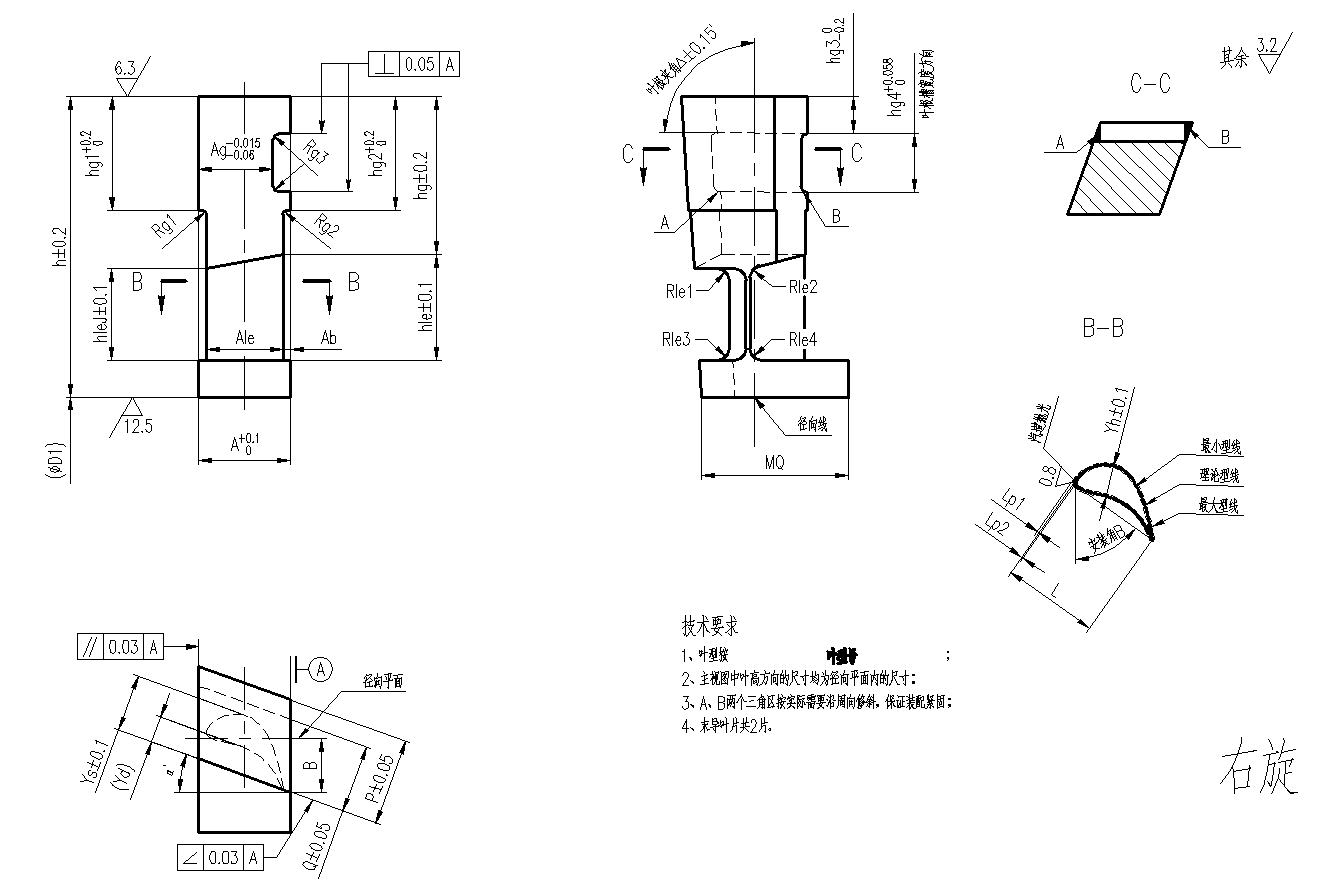 6.3
⊥ 0.05 A
hg1+0.2 0
Ag-0.015 -0.06
Rg3
hg2+0.2 0
hg±0.2
Rg1
Rg2
h±0.2
B
B
hleJ±0.1
hle±0.1
Ale
Ab
12.5
A+0.1 0
(φD1)
叶根夹角A±0.15'
hg3 0 -0.2
hg4+0.058 0
叶根槽宽度方向
C
C
A
B
Rle1
Rle2
Rle3
Rle4
径向线
MQ
其余 3.2
C-C
A
B
B-B
Yh±0.1
汽道抛光
0.8
最小型线
理论型线
最大型线
Lp1
Lp2
安装角B
L
// 0.03 A
A
径向平面
Ys±0.1
(Yd)
a°
B
P±0.05
Q±0.05
∠ 0.03 A
技术要求
1、叶型按 ;
2、主视图中叶高方向的尺寸均为径向平面内的尺寸;
3、A、B两个三角区按实际需要沿周向修斜，保证装配紧固;
4、末导叶片共2片。
右旋